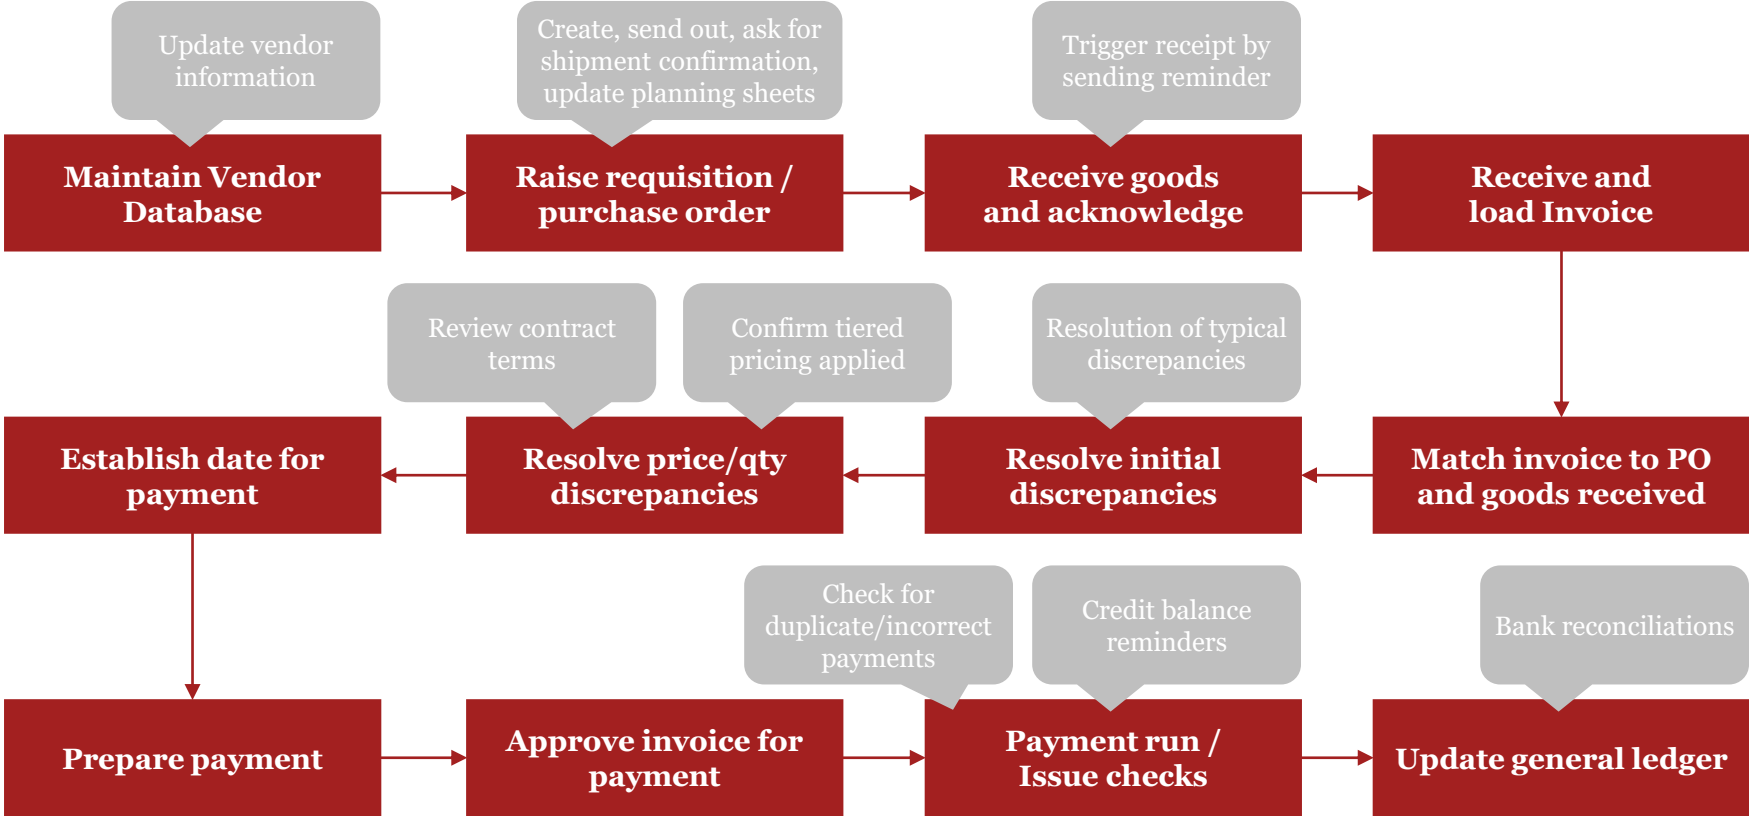 Update vendor
information
Create, send out, ask for
shipment confirmation,
update planning sheets
Trigger receipt by
sending reminder
Maintain Vendor
Database
Raise requisition /
purchase order
Receive goods
and acknowledge
Receive and
load Invoice
Review contract
terms
Confirm tiered
pricing applied
Resolution of typical
discrepancies
Establish date for
payment
Resolve price/qty
discrepancies
Resolve initial
discrepancies
Match invoice to PO
and goods received
Check for
duplicate/incorrect
payments
Credit balance
reminders
Bank reconciliations
Prepare payment
Approve invoice for
payment
Payment run /
Issue checks
Update general ledger